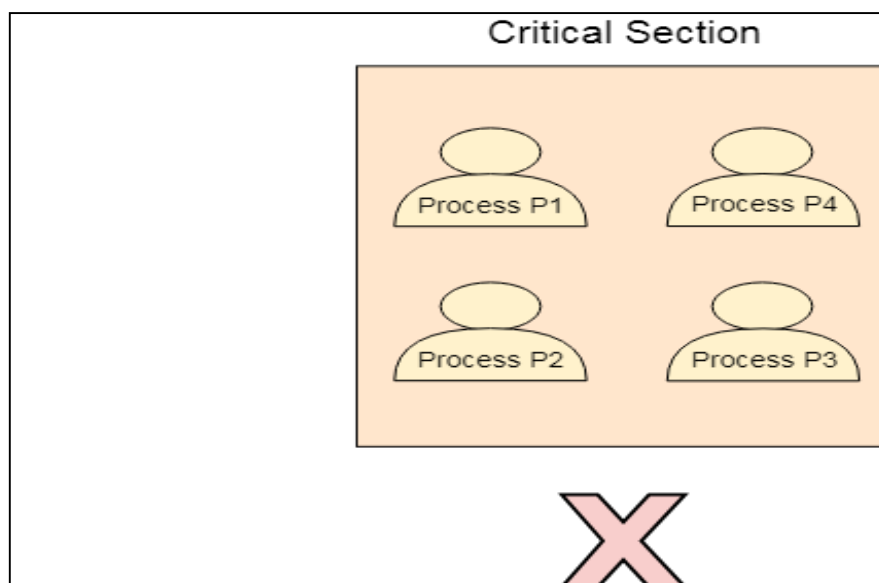 Critical Section
Process P1
Process P4
Process P2
Process P3